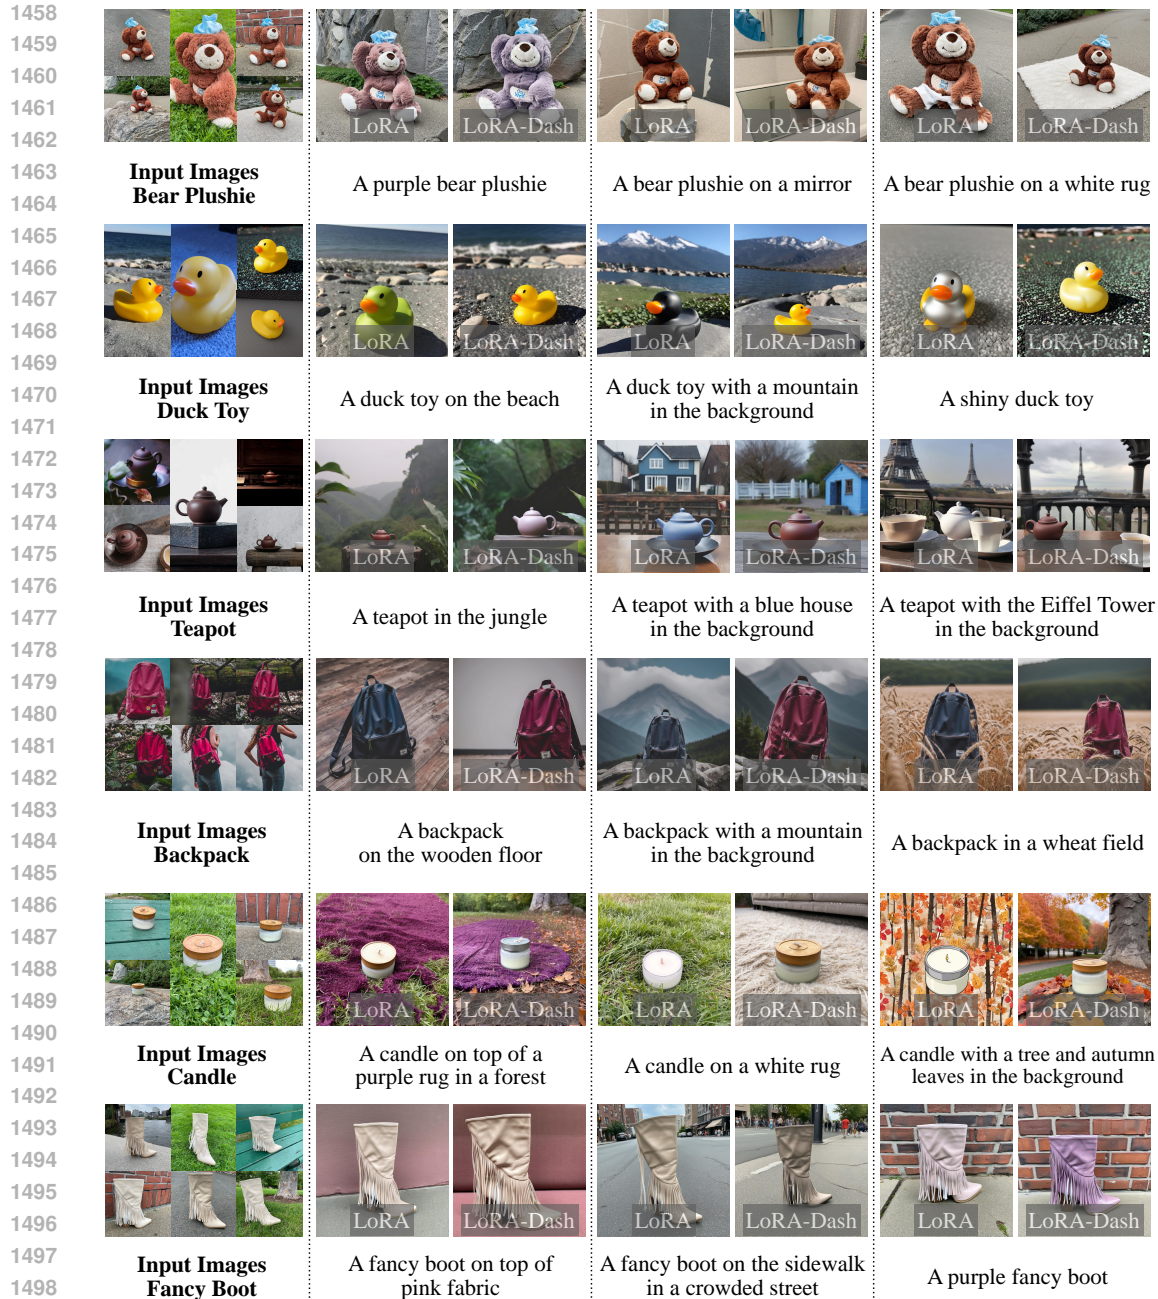 1458
1459
1460
1461
1462
1463
1464
1465
1466
1467
1468
1469
1470
1471
1472
1473
1474
1475
1476
1477
1478
1479
1480
1481
1482
1483
1484
1485
1486
1487
1488
1489
1490
1491
1492
1493
1494
1495
1496
1497
1498
LoRA LoRA-Dash LoRA LoRA-Dash LoRA LoRA-Dash
Input Images
Bear Plushie
A purple bear plushie
A bear plushie on a mirror
A bear plushie on a white rug
LoRA LoRA-Dash LoRA LoRA-Dash LoRA LoRA-Dash
Input Images
Duck Toy
A duck toy on the beach
A duck toy with a mountain
in the background
A shiny duck toy
LoRA LoRA-Dash LoRA LoRA-Dash LoRA LoRA-Dash
Input Images
Teapot
A teapot in the jungle
A teapot with a blue house
in the background
A teapot with the Eiffel Tower
in the background
LoRA LoRA-Dash LoRA LoRA-Dash LoRA LoRA-Dash
Input Images
Backpack
A backpack
on the wooden floor
A backpack with a mountain
in the background
A backpack in a wheat field
LoRA LoRA-Dash LoRA LoRA-Dash LoRA LoRA-Dash
Input Images
Candle
A candle on top of a
purple rug in a forest
A candle on a white rug
A candle with a tree and autumn
leaves in the background
LoRA LoRA-Dash LoRA LoRA-Dash LoRA LoRA-Dash
Input Images
Fancy Boot
A fancy boot on top of
pink fabric
A fancy boot on the sidewalk
in a crowded street
A purple fancy boot